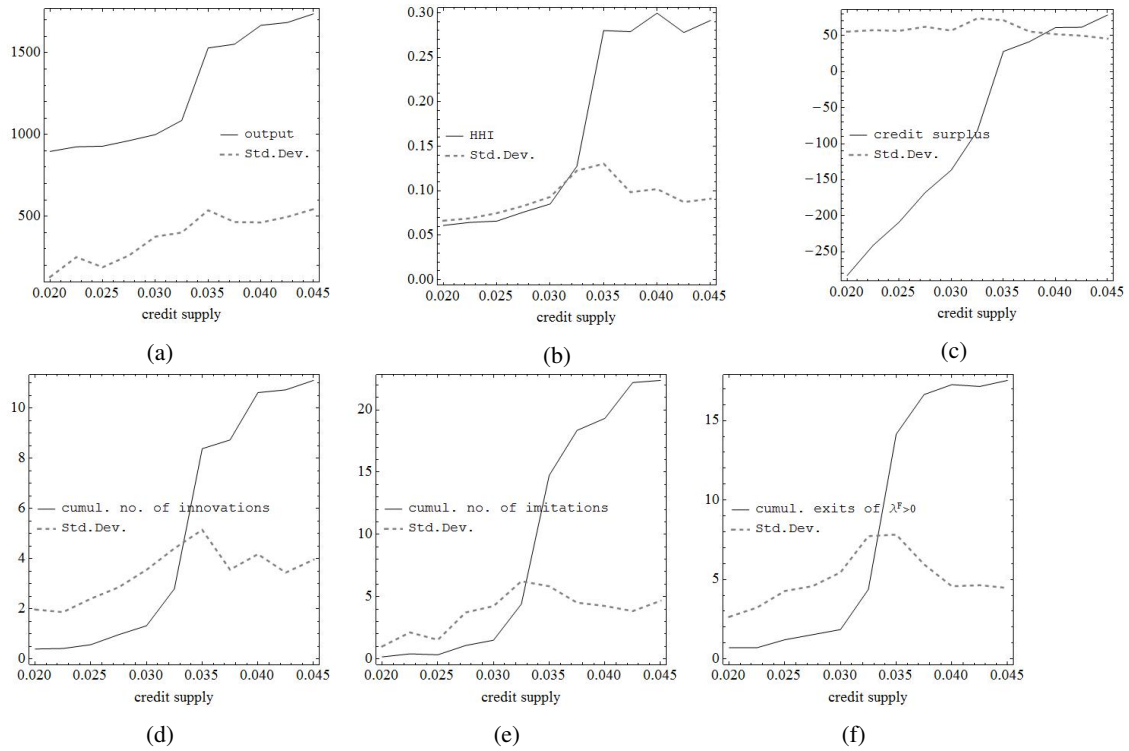 1500
1000
500
output
Std.Dev.
0.020 0.025 0.030 0.035 0.040 0.045
credit supply
(a)
0.30
0.25
0.20
0.15
0.10
0.05
0.00
HHI
Std.Dev.
0.020 0.025 0.030 0.035 0.040 0.045
credit supply
(b)
50
0
−50
−100
−150
−200
−250
credit surplus
Std.Dev.
0.020 0.025 0.030 0.035 0.040 0.045
credit supply
(c)
10
8
6
4
2
0
cumul. no. of innovations
Std.Dev.
0.020 0.025 0.030 0.035 0.040 0.045
credit supply
(d)
20
15
10
5
0
cumul. no. of imitations
Std.Dev.
0.020 0.025 0.030 0.035 0.040 0.045
credit supply
(e)
15
10
5
0
cumul. exits of λF>0
Std.Dev.
0.020 0.025 0.030 0.035 0.040 0.045
credit supply
(f)